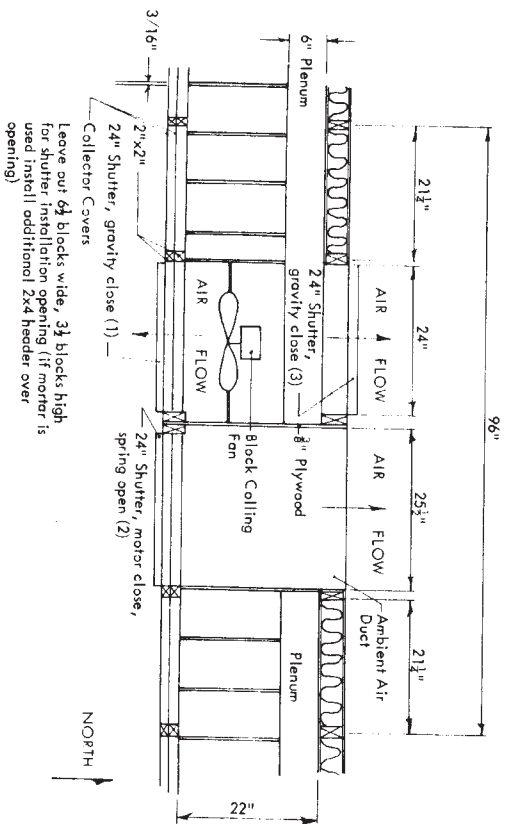 96"
21¼"
24"
25½"
21¼"
6" Plenum
AIR FLOW
AIR FLOW
24" Shutter,
gravity close (3)
⅜" Plywood
Ambient Air
Duct
AIR FLOW
Block Colling
Fan
Plenum
22"
3/16"
2"x2"
24" Shutter, gravity close (1)
Collector Covers
24" Shutter, motor close,
spring open (2)
Leave out 6½ blocks wide, 3½ blocks high
for shutter installation opening (if mortar is
used install additional 2x4 header over
opening)
NORTH